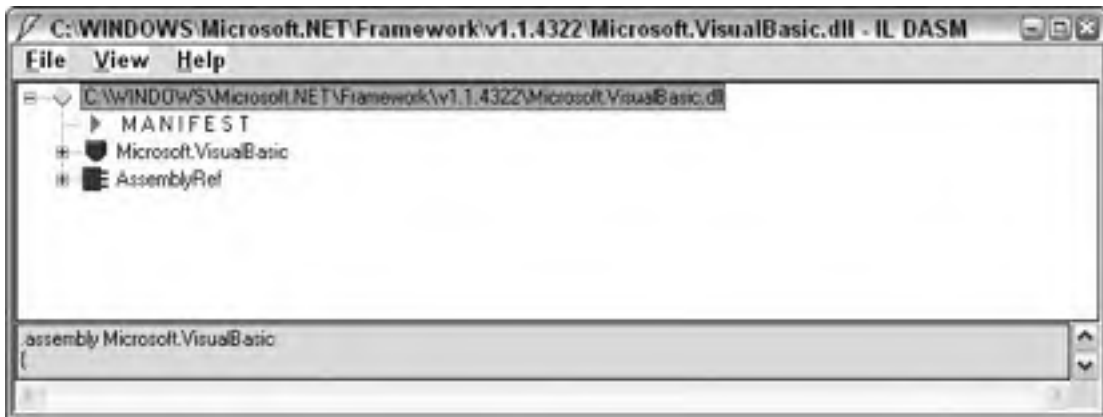 C:\WINDOWS\Microsoft.NET\Framework\v1.1.4322\Microsoft.VisualBasic.dll - IL DASM
File View Help
C:\WINDOWS\Microsoft.NET\Framework\v1.1.4322\Microsoft.VisualBasic.dll
MANIFEST
Microsoft.VisualBasic
AssemblyRef
.assembly Microsoft.VisualBasic
{